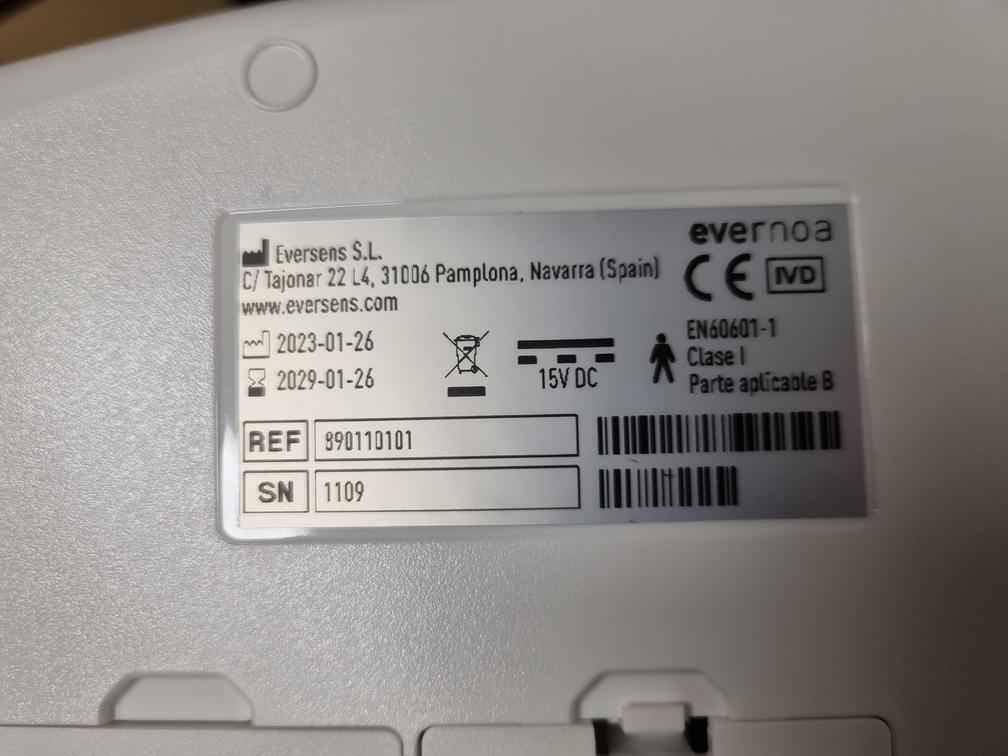 evernoa
Eversens S.L.
C/ Tajonar 22 L4, 31006 Pamplona, Navarra (Spain)
www.eversens.com
CE IVD
2023-01-26
2029-01-26
15V DC
EN60601-1
Clase I
Parte aplicable B
REF 890110101
SN 1109